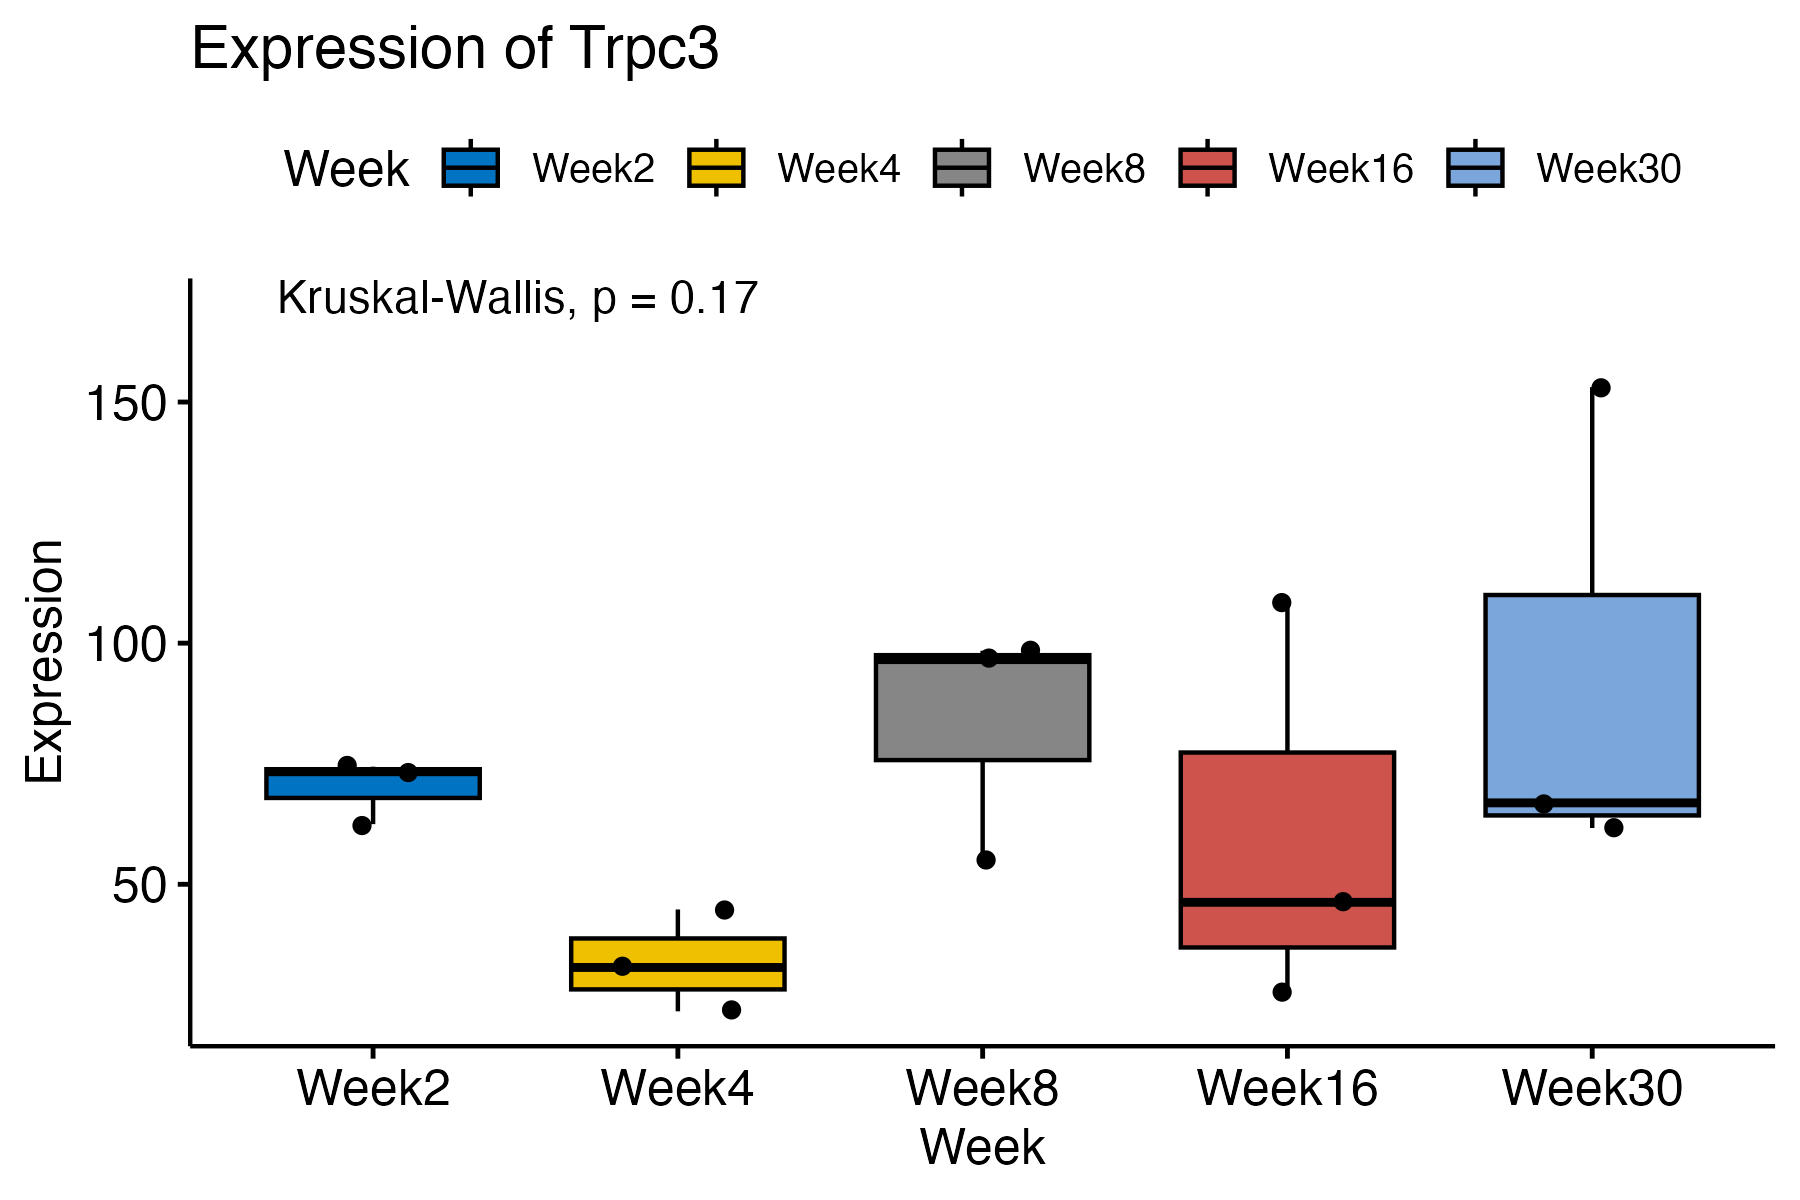 Expression of Trpc3
Week Week2 Week4 Week8 Week16 Week30
Kruskal-Wallis, p = 0.17
150
100
50
Expression
Week2 Week4 Week8 Week16 Week30
Week